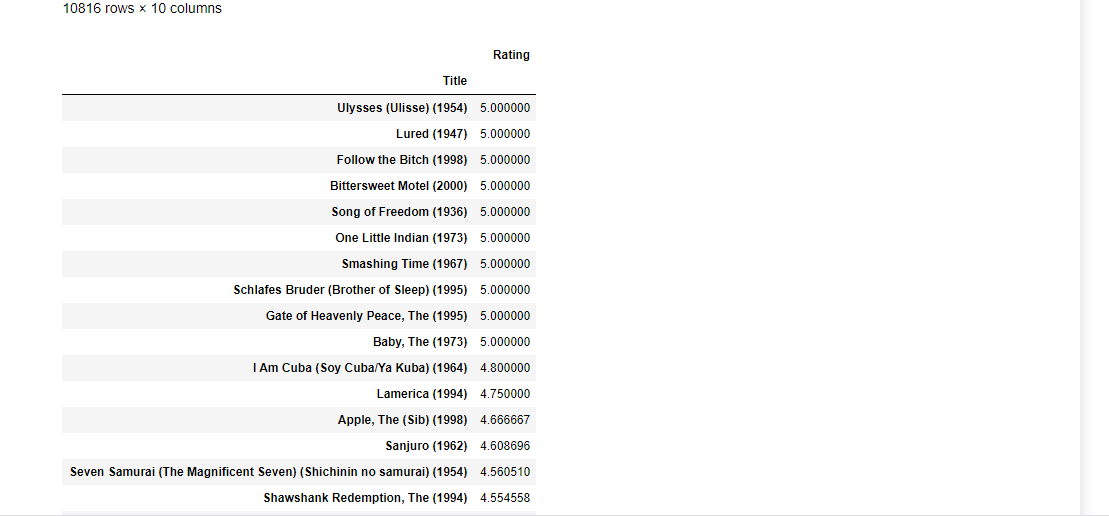 10816 rows × 10 columns
Rating
Title
Ulysses (Ulisse) (1954) 5.000000
Lured (1947) 5.000000
Follow the Bitch (1998) 5.000000
Bittersweet Motel (2000) 5.000000
Song of Freedom (1936) 5.000000
One Little Indian (1973) 5.000000
Smashing Time (1967) 5.000000
Schlafes Bruder (Brother of Sleep) (1995) 5.000000
Gate of Heavenly Peace, The (1995) 5.000000
Baby, The (1973) 5.000000
I Am Cuba (Soy Cuba/Ya Kuba) (1964) 4.800000
Lamerica (1994) 4.750000
Apple, The (Sib) (1998) 4.666667
Sanjuro (1962) 4.608696
Seven Samurai (The Magnificent Seven) (Shichinin no samurai) (1954) 4.560510
Shawshank Redemption, The (1994) 4.554558